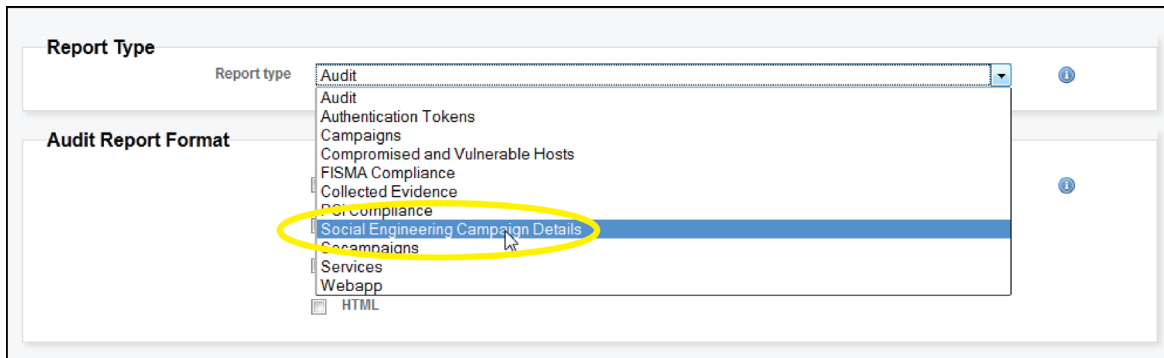 Report Type
Report type
Audit
Audit
Authentication Tokens
Campaigns
Compromised and Vulnerable Hosts
Audit Report Format
FISMA Compliance
Collected Evidence
PCI Compliance
Social Engineering Campaign Details
Socampaigns
Services
Webapp
HTML